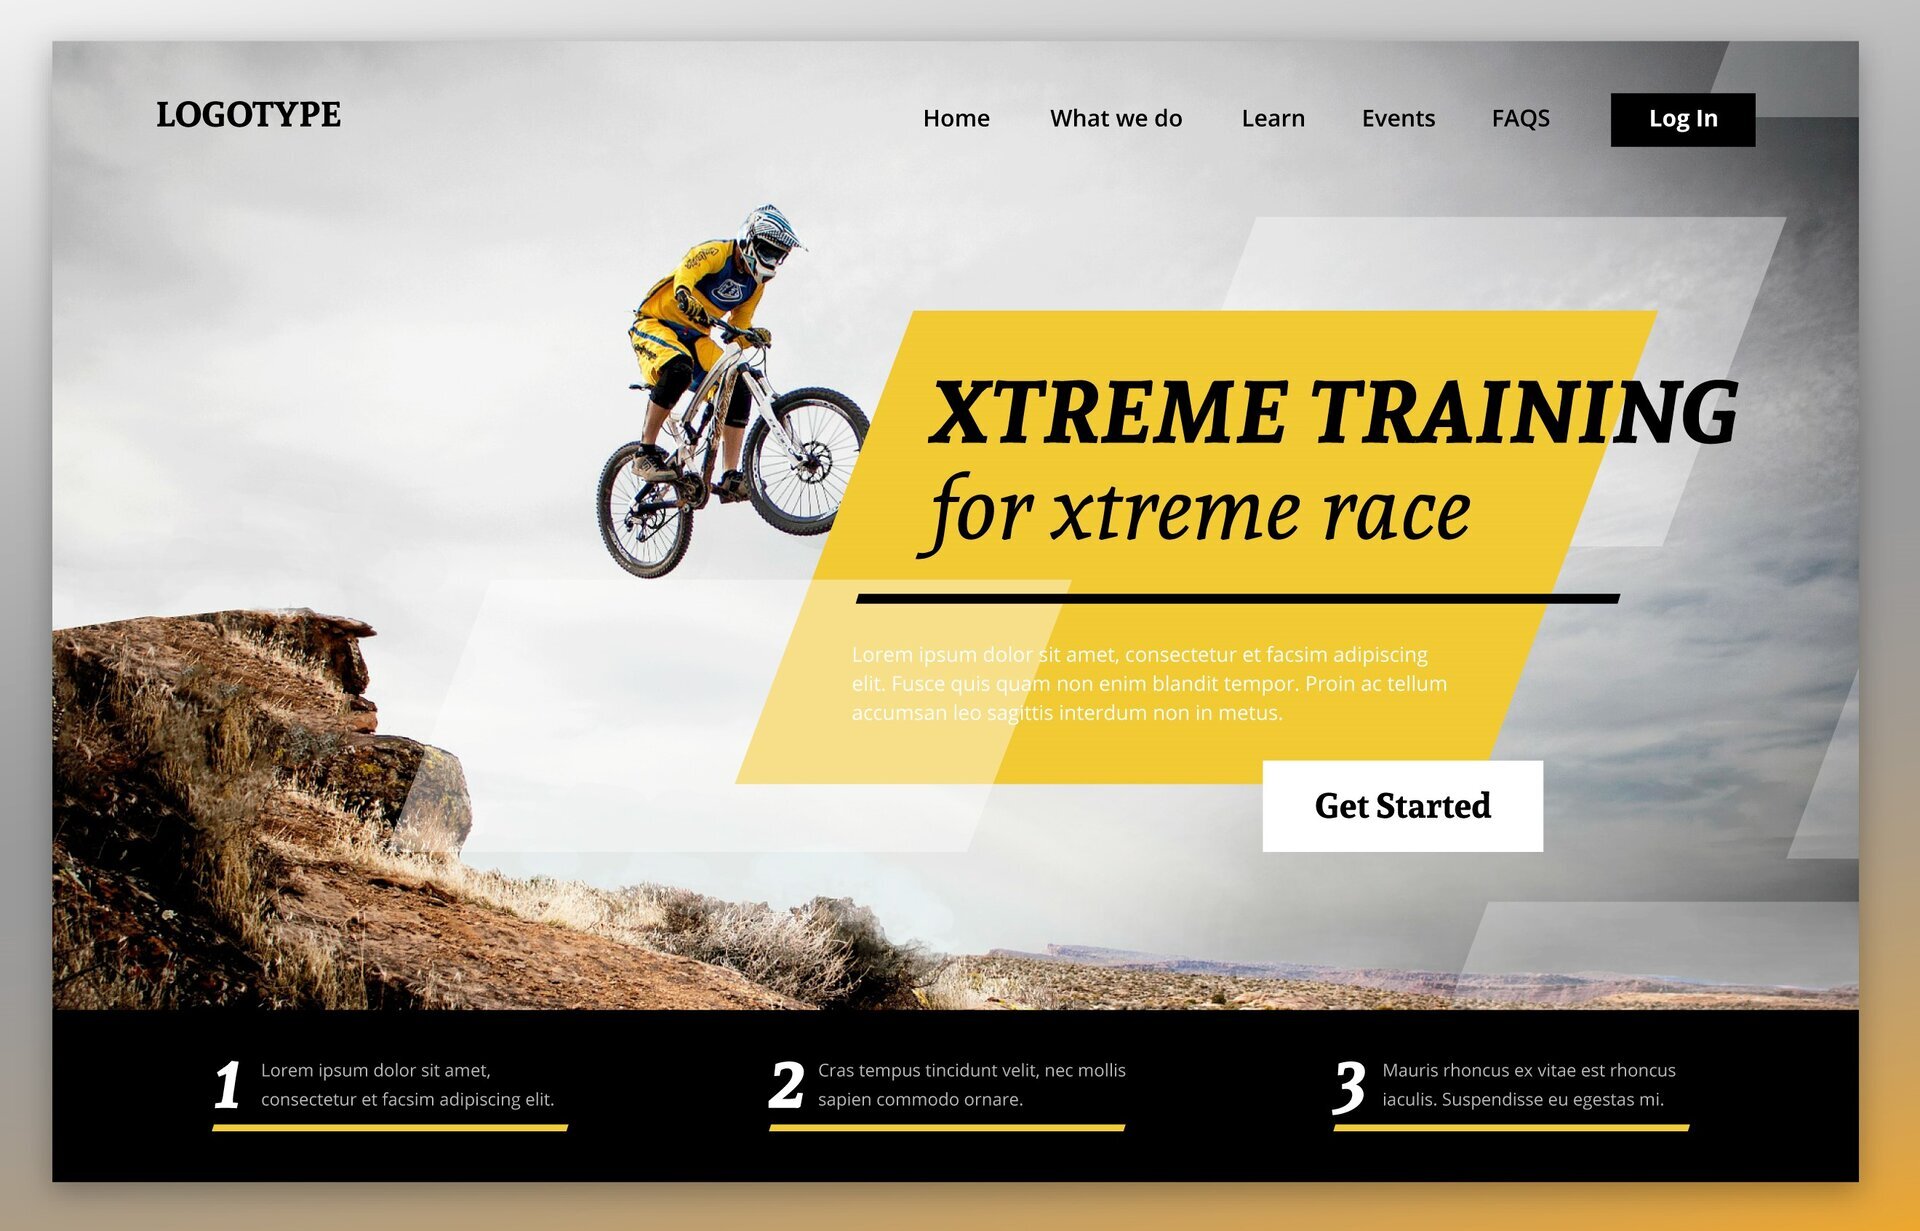 LOGOTYPE
Home What we do Learn Events FAQS Log In
XTREME TRAINING
for xtreme race
Lorem ipsum dolor sit amet, consectetur et facsim adipiscing
elit. Fusce quis quam non enim blandit tempor. Proin ac tellum
accumsan leo sagittis interdum non in metus.
Get Started
1 Lorem ipsum dolor sit amet,
consectetur et facsim adipiscing elit.
2 Cras tempus tincidunt velit, nec mollis
sapien commodo ornare.
3 Mauris rhoncus ex vitae est rhoncus
iaculis. Suspendisse eu egestas mi.